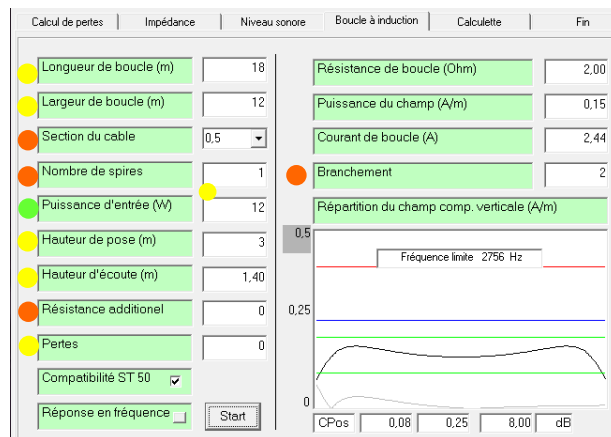 Calcul de pertes
Impédance
Niveau sonore
Boucle à induction
Calculette
Fin
Longueur de boucle (m) 18
Largeur de boucle (m) 12
Section du cable 0,5
Nombre de spires 1
Puissance d'entrée (W) 12
Hauteur de pose (m) 3
Hauteur d'écoute (m) 1,40
Résistance additionel 0
Pertes 0
Compatibilité ST 50
Réponse en fréquence
Start
Résistance de boucle (Ohm) 2,00
Puissance du champ (A/m) 0,15
Courant de boucle (A) 2,44
Branchement 2
Répartition du champ comp. verticale (A/m)
0,5
Fréquence limite 2756 Hz
0,25
0
CPos 0,08 0,25 8,00 dB